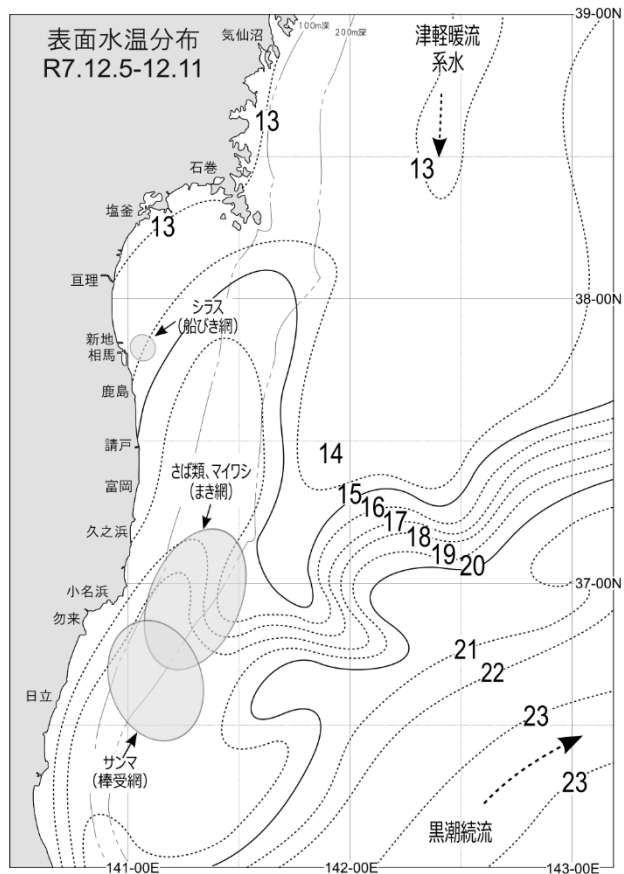 表面水温分布
R7.12.5-12.11
気仙沼
100m深
200m深
津軽暖流
系水
39-00N
13
13
石巻
塩釜
13
亘理
38-00N
シラス
(船びき網)
新地
相馬
鹿島
請戸
さば類、マイワシ
(まき網)
富岡
久之浜
14
15
16
17
18
19
20
37-00N
小名浜
勿来
21
22
日立
23
サンマ
(棒受網)
23
黒潮続流
141-00E
142-00E
143-00E